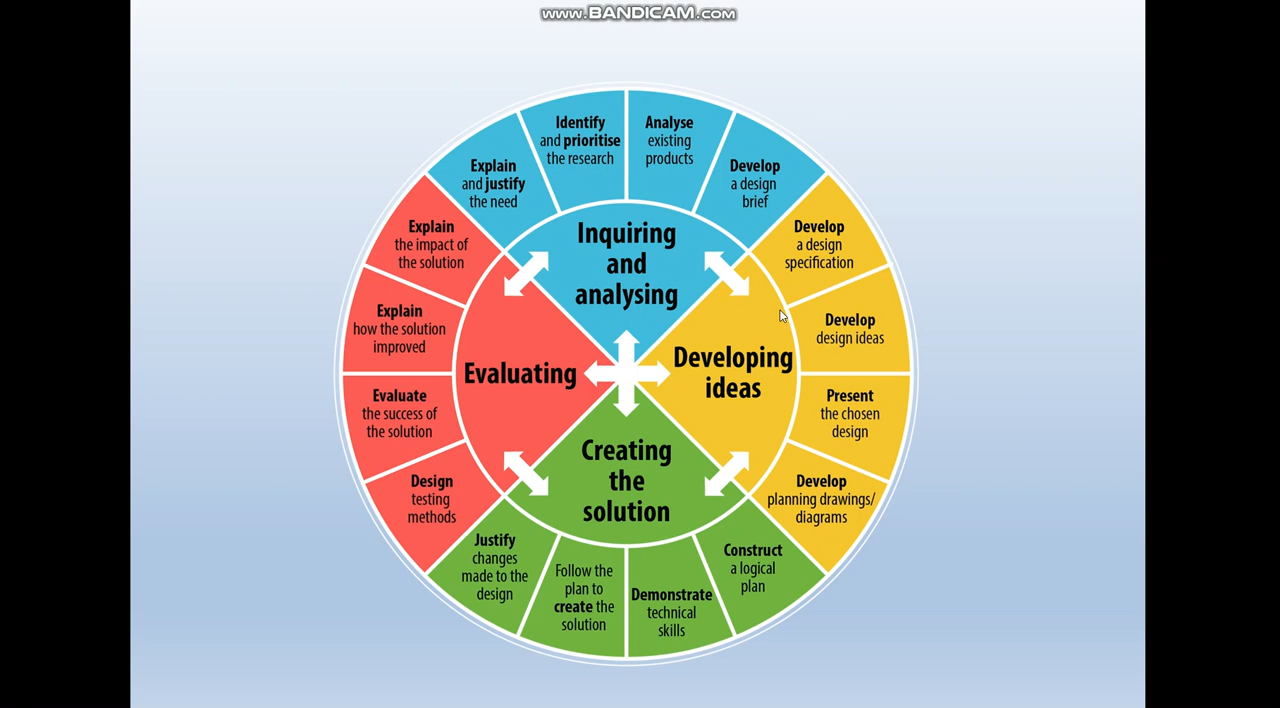 www.BANDICAM.com
Inquiring
and
analysing
Explain
and justify
the need
Identify
and prioritise
the research
Analyse
existing
products
Develop
a design
brief
Developing
ideas
Develop
a design
specification
Develop
design ideas
Present
the chosen
design
Develop
planning drawings/
diagrams
Creating
the
solution
Construct
a logical
plan
Demonstrate
technical
skills
Follow the
plan to
create the
solution
Justify
changes
made to the
design
Evaluating
Design
testing
methods
Evaluate
the success of
the solution
Explain
how the solution
improved
Explain
the impact of
the solution